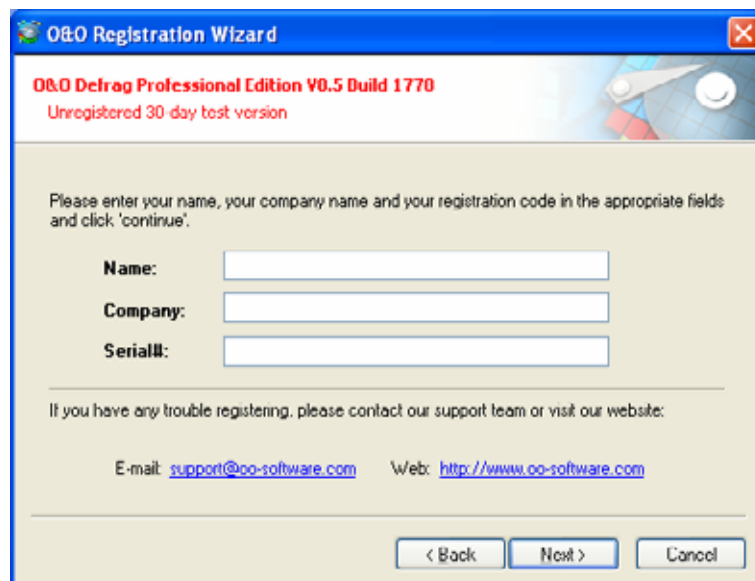 O&O Registration Wizard
O&O Defrag Professional Edition V0.5 Build 1770
Unregistered 30-day test version
Please enter your name, your company name and your registration code in the appropriate fields
and click 'continue'.
Name:
Company:
Serial#:
If you have any trouble registering, please contact our support team or visit our website:
E-mail: support@oo-software.com Web: http://www.oo-software.com
< Back Next > Cancel